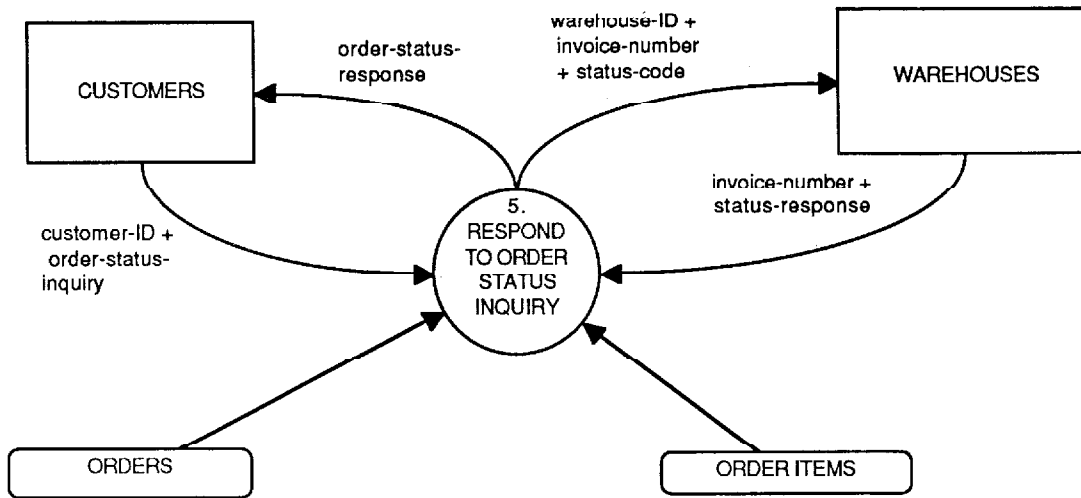 warehouse-ID +
invoice-number
+ status-code
order-status-
response
CUSTOMERS
WAREHOUSES
invoice-number +
status-response
customer-ID +
order-status-
inquiry
5.
RESPOND
TO ORDER
STATUS
INQUIRY
ORDERS
ORDER ITEMS